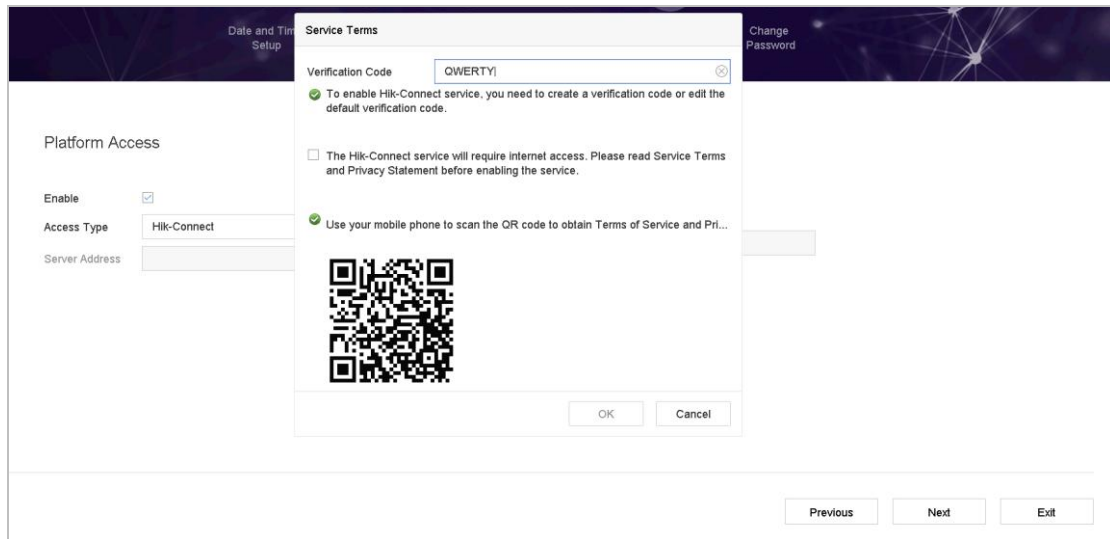 Date and Tim
Setup
Service Terms
Change
Password
Verification Code
QWERTY
To enable Hik-Connect service, you need to create a verification code or edit the
default verification code.
Platform Access
The Hik-Connect service will require internet access. Please read Service Terms
and Privacy Statement before enabling the service.
Enable
Access Type
Hik-Connect
Use your mobile phone to scan the QR code to obtain Terms of Service and Pri...
Server Address
OK
Cancel
Previous
Next
Exit